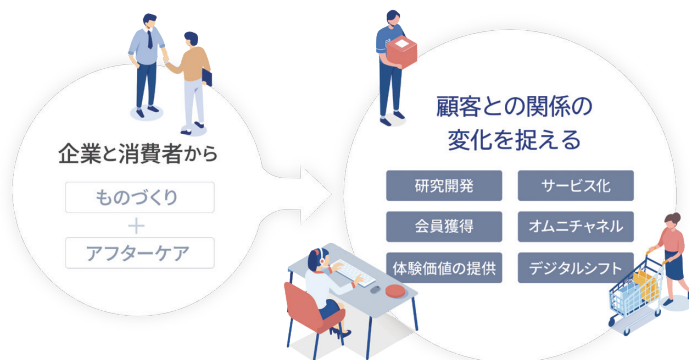 企業と消費者から
ものづくり
+
アフターケア
顧客との関係の
変化を捉える
研究開発
サービス化
会員獲得
オムニチャネル
体験価値の提供
デジタルシフト